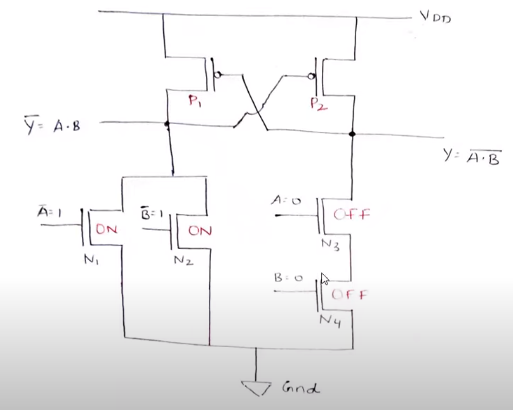 VDD
P₁
P₂
Y̅ = A·B
Y = A̅·̅B̅
A̅=1
ON
N₁
B̅=1
ON
N₂
A=0
OFF
N₃
B=0
OFF
N₄
Gnd